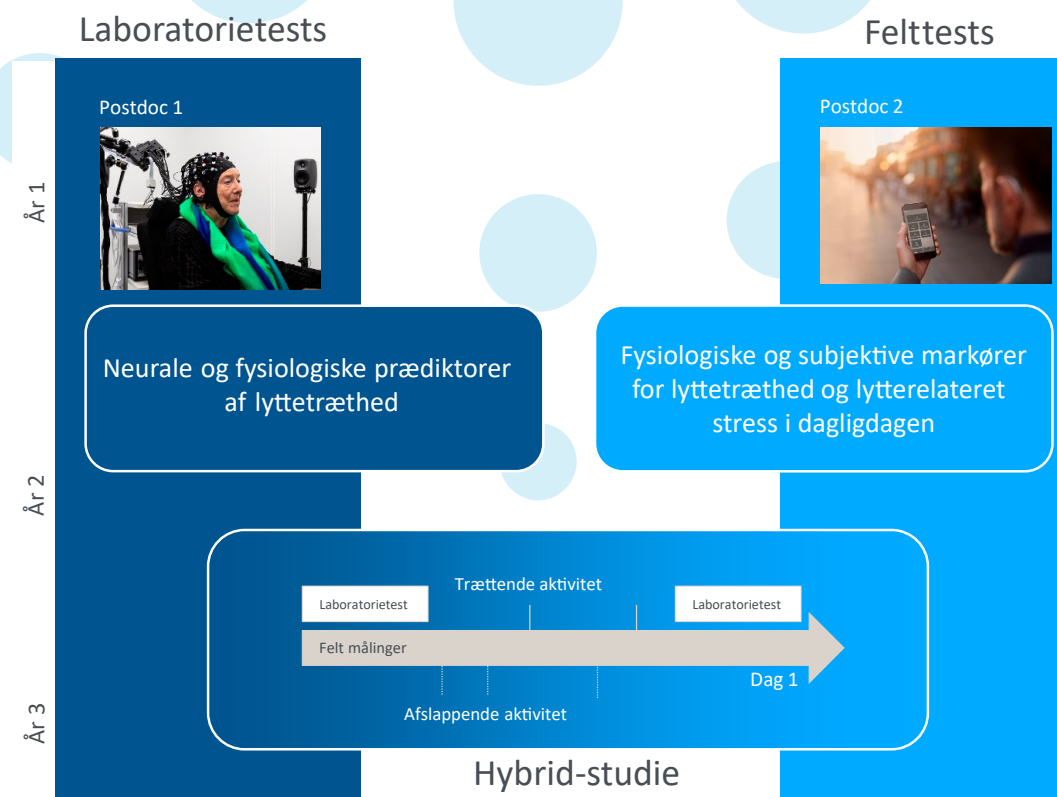 Laboratorietests
Felttests
Postdoc 1
Postdoc 2
År 1
Neurale og fysiologiske prædiktorer
af lyttetræthed
Fysiologiske og subjektive markører
for lyttetræthed og lytterelateret
stress i dagligdagen
År 2
Trættende aktivitet
Laboratorietest
Laboratorietest
Felt målinger
Dag 1
Afslappende aktivitet
År 3
Hybrid-studie